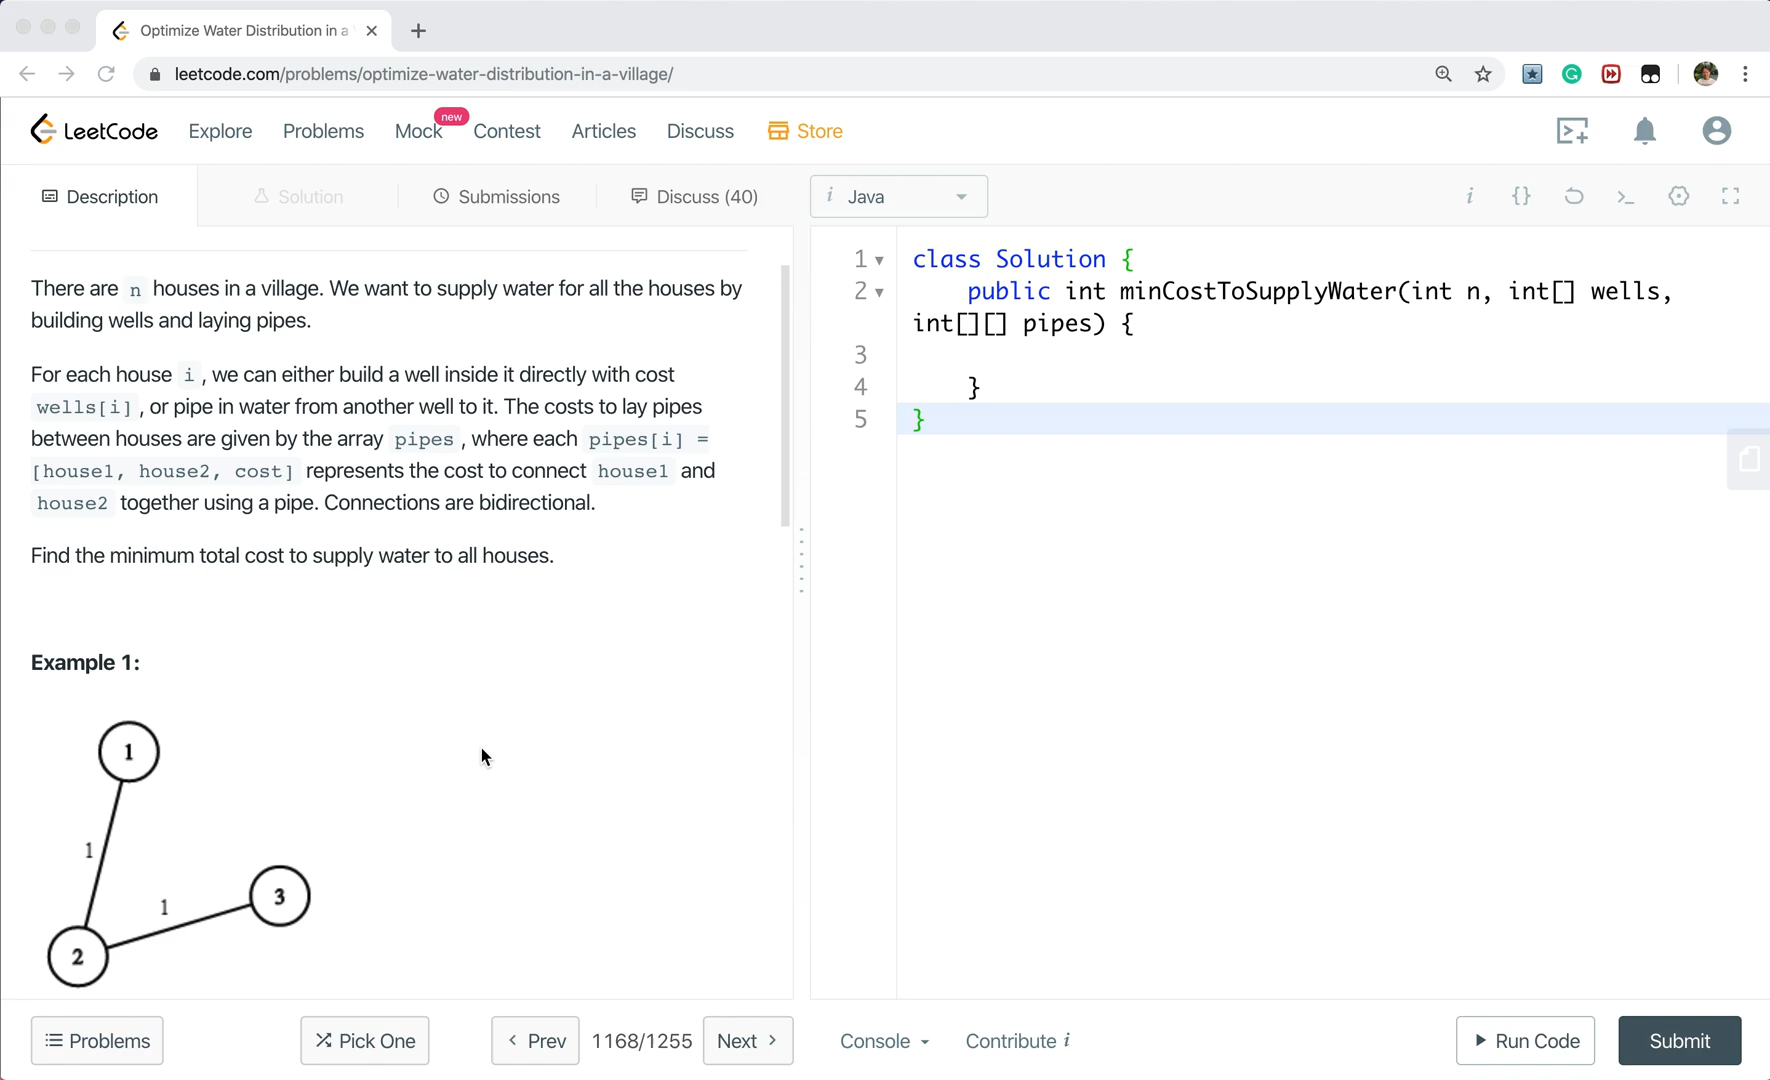 Optimize Water Distribution in a
leetcode.com/problems/optimize-water-distribution-in-a-village/
LeetCode Explore Problems Mock new Contest Articles Discuss Store
Description Solution Submissions Discuss (40)
i Java
i {} >_
There are n houses in a village. We want to supply water for all the houses by
building wells and laying pipes.
For each house i , we can either build a well inside it directly with cost
wells[i] , or pipe in water from another well to it. The costs to lay pipes
between houses are given by the array pipes , where each pipes[i] =
[house1, house2, cost] represents the cost to connect house1 and
house2 together using a pipe. Connections are bidirectional.
Find the minimum total cost to supply water to all houses.
Example 1:
1
1
3
1
2
1 class Solution {
2 public int minCostToSupplyWater(int n, int[] wells,
int[][] pipes) {
3
4 }
5 }
Problems Pick One < Prev 1168/1255 Next > Console Contribute i Run Code Submit